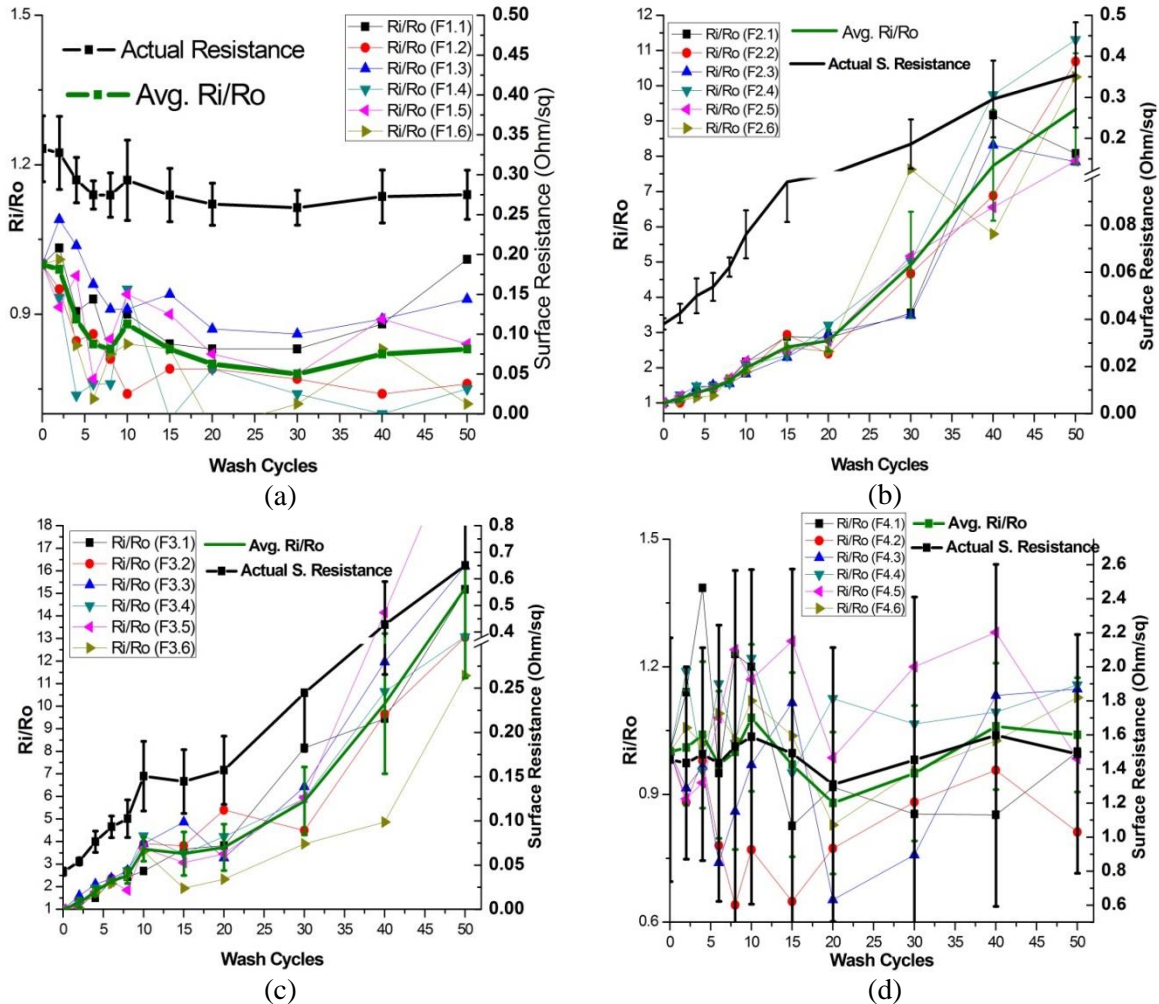 1.5
1.2
0.9
Ri/Ro
Actual Resistance
Avg. Ri/Ro
Ri/Ro (F1.1)
Ri/Ro (F1.2)
Ri/Ro (F1.3)
Ri/Ro (F1.4)
Ri/Ro (F1.5)
Ri/Ro (F1.6)
0.50
0.45
0.40
0.35
0.30
0.25
0.20
0.15
0.10
0.05
0.00
Surface Resistance (Ohm/sq)
0 5 10 15 20 25 30 35 40 45 50
Wash Cycles
(a)
12
11
10
9
8
7
6
5
4
3
2
1
Ri/Ro
Ri/Ro (F2.1)
Ri/Ro (F2.2)
Ri/Ro (F2.3)
Ri/Ro (F2.4)
Ri/Ro (F2.5)
Ri/Ro (F2.6)
Avg. Ri/Ro
Actual S. Resistance
0.5
0.4
0.3
0.2
0.08
0.06
0.04
0.02
0.00
Surface Resistance (Ohm/sq)
0 5 10 15 20 25 30 35 40 45 50
Wash Cycles
(b)
18
17
16
15
14
13
12
11
10
9
8
7
6
5
4
3
2
1
Ri/Ro
Ri/Ro (F3.1)
Ri/Ro (F3.2)
Ri/Ro (F3.3)
Ri/Ro (F3.4)
Ri/Ro (F3.5)
Ri/Ro (F3.6)
Avg. Ri/Ro
Actual S. Resistance
0.8
0.7
0.6
0.5
0.4
0.25
0.20
0.15
0.10
0.05
0.00
Surface Resistance (Ohm/sq)
0 5 10 15 20 25 30 35 40 45 50
Wash Cycles
(c)
1.5
1.2
0.9
0.6
Ri/Ro
Ri/Ro (F4.1)
Ri/Ro (F4.2)
Ri/Ro (F4.3)
Ri/Ro (F4.4)
Ri/Ro (F4.5)
Ri/Ro (F4.6)
Avg. Ri/Ro
Actual S. Resistance
2.6
2.4
2.2
2.0
1.8
1.6
1.4
1.2
1.0
0.8
0.6
Surface Resistance (Ohm/sq)
0 5 10 15 20 25 30 35 40 45 50
Wash Cycles
(d)